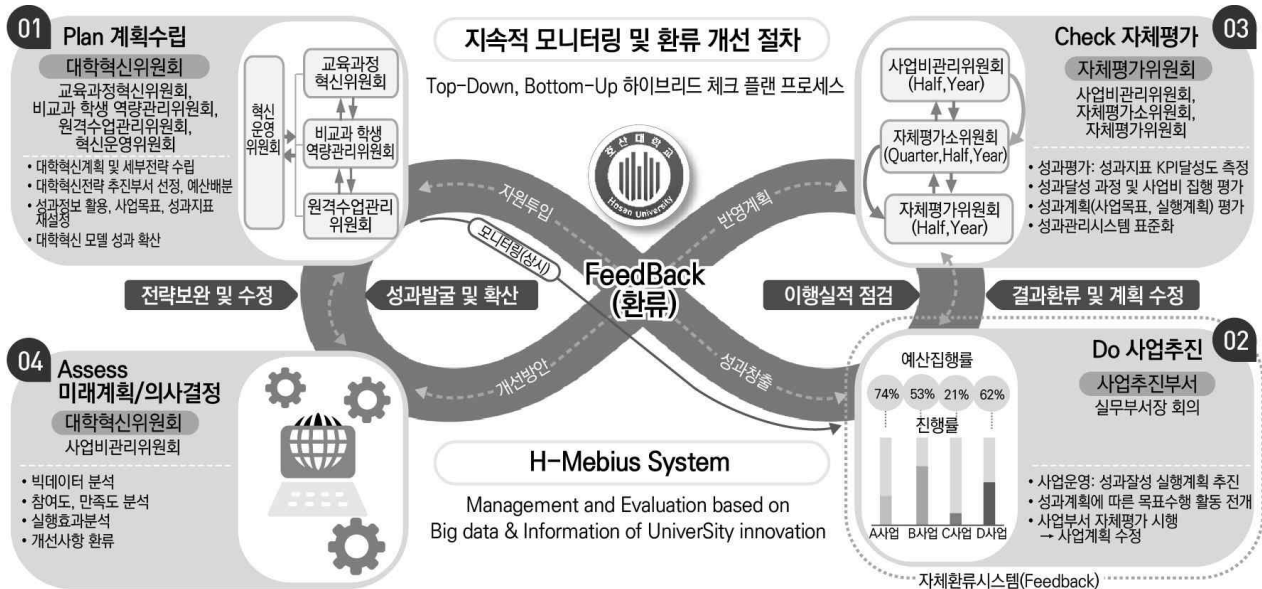 지속적 모니터링 및 환류 개선 절차
Top-Down, Bottom-Up 하이브리드 체크 플랜 프로세스
01
Plan 계획수립
대학혁신위원회
교육과정혁신위원회,
비교과 학생 역량관리위원회,
원격수업관리위원회,
혁신운영위원회
• 대학혁신계획 및 세부전략 수립
• 대학혁신전략 추진부서 선정, 예산배분
• 성과정보 활용, 사업목표, 성과지표
재설정
• 대학혁신 모델 성과 확산
혁신
운영
위원회
교육과정
혁신위원회
비교과 학생
역량관리위원회
원격수업관리
위원회
호산대학교
Hosan University
03
Check 자체평가
자체평가위원회
사업비관리위원회,
자체평가소위원회,
자체평가위원회
• 성과평가: 성과지표 KPI달성도 측정
• 성과달성 과정 및 사업비 집행 평가
• 성과계획(사업목표, 실행계획) 평가
• 성과관리시스템 표준화
사업비관리위원회
(Half,Year)
자체평가소위원회
(Quarter,Half,Year)
자체평가위원회
(Half,Year)
자원투입
모니터링(상시)
반영계획
FeedBack
(환류)
개선방안
성과창출
전략보완 및 수정
성과발굴 및 확산
이행실적 점검
결과환류 및 계획 수정
04
Assess
미래계획/의사결정
대학혁신위원회
사업비관리위원회
• 빅데이터 분석
• 참여도, 만족도 분석
• 실행효과분석
• 개선사항 환류
H-Mebius System
Management and Evaluation based on
Big data & Information of UniverSity innovation
02
Do 사업추진
사업추진부서
실무부서장 회의
• 사업운영: 성과잘성 실행계획 추진
• 성과계획에 따른 목표수행 활동 전개
• 사업부서 자체평가 시행
→ 사업계획 수정
예산집행률
74% 53% 21% 62%
진행률
A사업 B사업 C사업 D사업
자체환류시스템(Feedback)